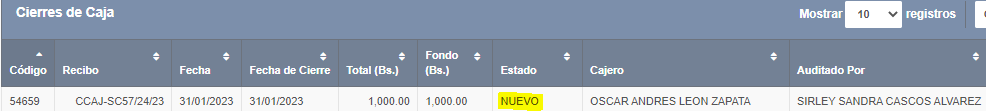 Cierres de Caja
Mostrar 10 registros
Código Recibo Fecha Fecha de Cierre Total (Bs.) Fondo (Bs.) Estado Cajero Auditado Por
54659 CCAJ-SC57/24/23 31/01/2023 31/01/2023 1,000.00 1,000.00 NUEVO OSCAR ANDRES LEON ZAPATA SIRLEY SANDRA CASCOS ALVAREZ